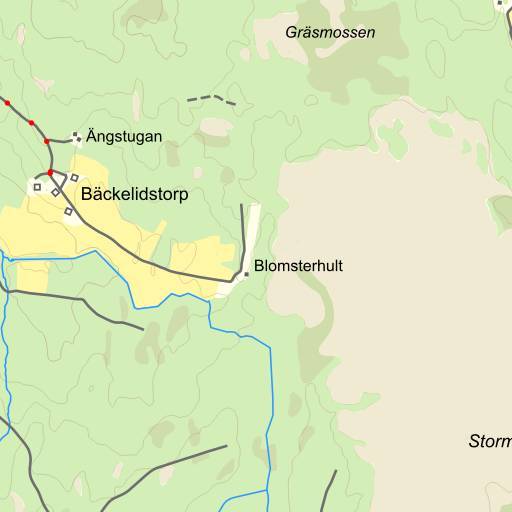 Gräsmossen
Ängstugan
Bäckelidstorp
Blomsterhult
Storm